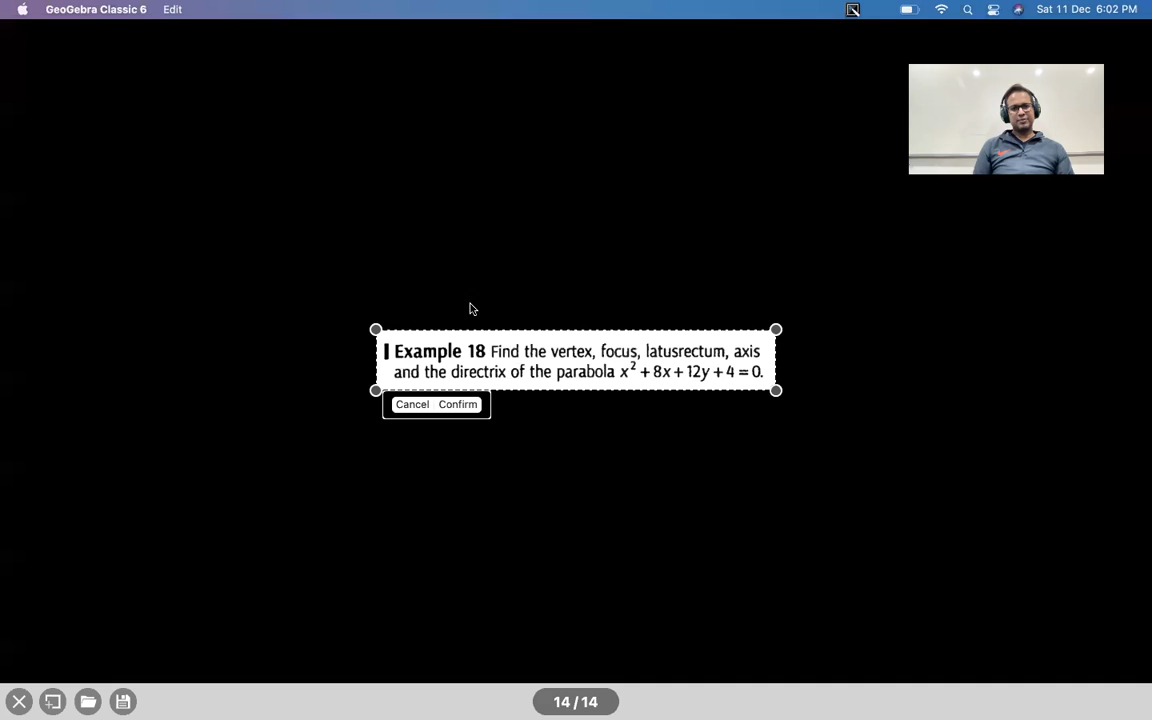 GeoGebra Classic 6 Edit Sat 11 Dec 6:02 PM
Example 18 Find the vertex, focus, latusrectum, axis
and the directrix of the parabola x² + 8x + 12y + 4 = 0.
Cancel Confirm
14 / 14